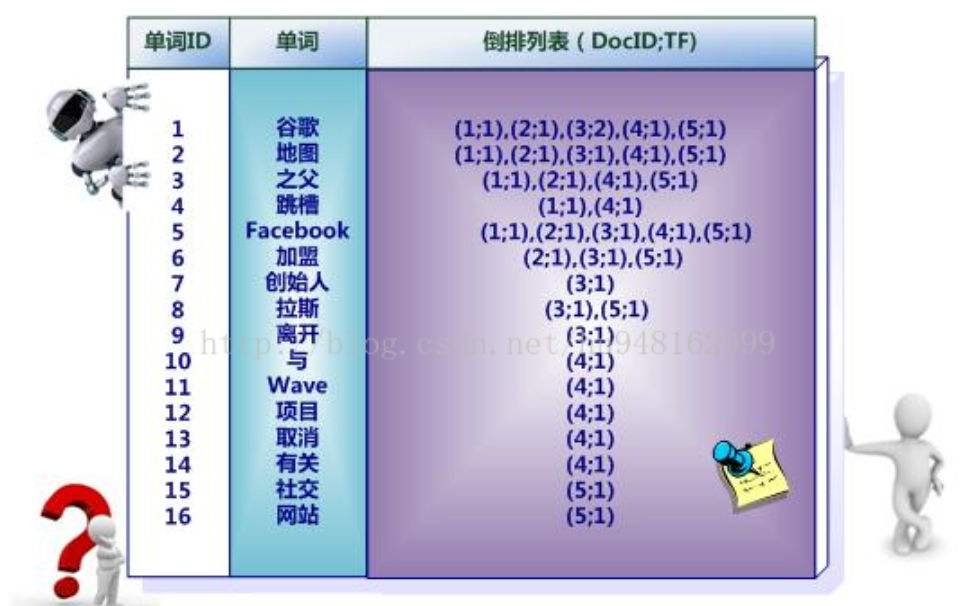 单词ID 单词 倒排列表（DocID;TF)
1 谷歌 (1;1),(2;1),(3;2),(4;1),(5;1)
2 地图 (1;1),(2;1),(3;1),(4;1),(5;1)
3 之父 (1;1),(2;1),(4;1),(5;1)
4 跳槽 (1;1),(4;1)
5 Facebook (1;1),(2;1),(3;1),(4;1),(5;1)
6 加盟 (2;1),(3;1),(5;1)
7 创始人 (3;1)
8 拉斯 (3;1),(5;1)
9 离开 (3;1)
10 与 (4;1)
11 Wave (4;1)
12 项目 (4;1)
13 取消 (4;1)
14 有关 (4;1)
15 社交 (5;1)
16 网站 (5;1)